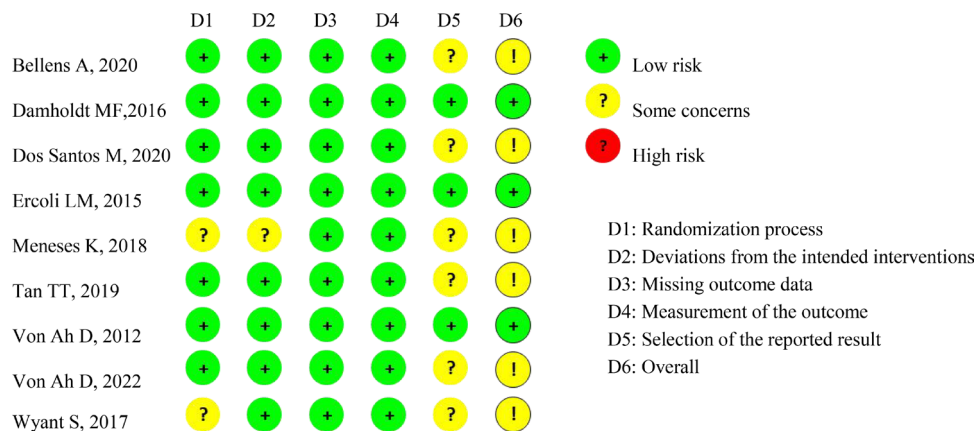 D1 D2 D3 D4 D5 D6
Bellens A, 2020 + + + + ? !
Damholdt MF,2016 + + + + + +
Dos Santos M, 2020 + + + + ? !
Ercoli LM, 2015 + + + + + +
Meneses K, 2018 ? ? + + ? !
Tan TT, 2019 + + + + ? !
Von Ah D, 2012 + + + + + +
Von Ah D, 2022 + + + + ? !
Wyant S, 2017 ? + + + ? !
+ Low risk
? Some concerns
? High risk
D1: Randomization process
D2: Deviations from the intended interventions
D3: Missing outcome data
D4: Measurement of the outcome
D5: Selection of the reported result
D6: Overall